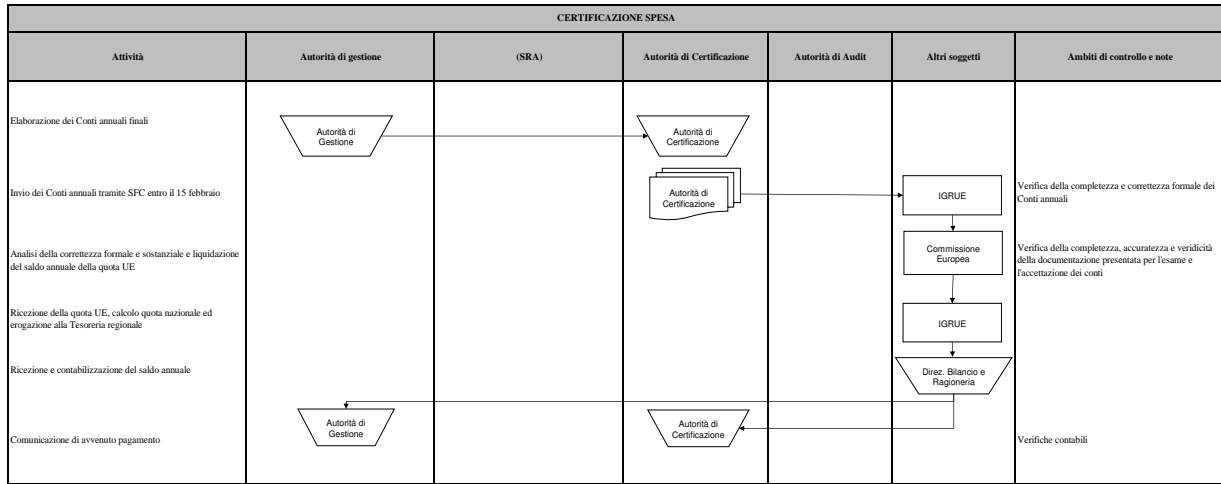 CERTIFICAZIONE SPESA
Attività
Autorità di gestione
(SRA)
Autorità di Certificazione
Autorità di Audit
Altri soggetti
Ambiti di controllo e note
Elaborazione dei Conti annuali finali
Autorità di
Gestione
Autorità di
Certificazione
Invio dei Conti annuali tramite SFC entro il 15 febbraio
Autorità di
Certificazione
IGRUE
Verifica della completezza e correttezza formale dei
Conti annuali
Analisi della correttezza formale e sostanziale e liquidazione
del saldo annuale della quota UE
Commissione
Europea
Verifica della completezza, accuratezza e veridicità
della documentazione presentata per l'esame e
l'accettazione dei conti
Ricezione della quota UE, calcolo quota nazionale ed
erogazione alla Tesoreria regionale
IGRUE
Ricezione e contabilizzazione del saldo annuale
Direz. Bilancio e
Ragioneria
Comunicazione di avvenuto pagamento
Autorità di
Gestione
Autorità di
Certificazione
Verifiche contabili